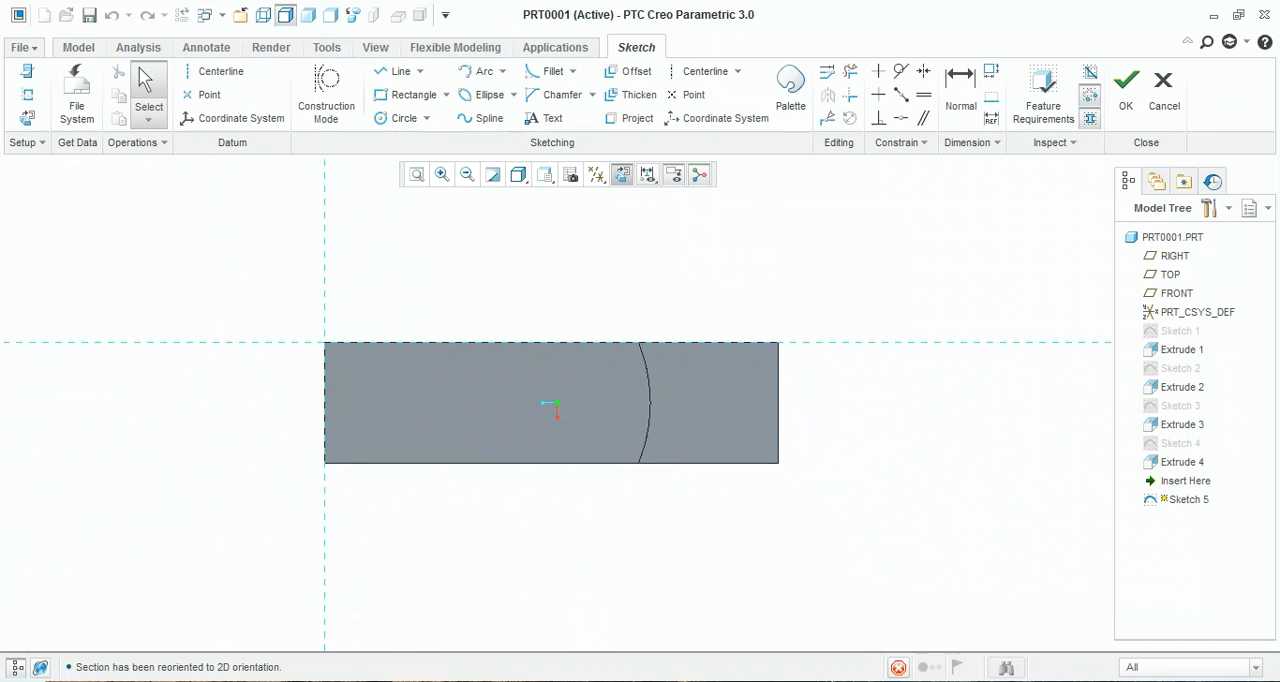 PRT0001 (Active) - PTC Creo Parametric 3.0
File Model Analysis Annotate Render Tools View Flexible Modeling Applications Sketch
File System
Select
Centerline
Point
Coordinate System
Construction Mode
Line Arc Fillet Offset Centerline
Rectangle Ellipse Chamfer Thicken Point
Circle Spline Text Project Coordinate System
Palette
Normal
REF
Feature Requirements
OK
Cancel
Setup Get Data Operations Datum Sketching Editing Constrain Dimension Inspect Close
Model Tree
PRT0001.PRT
RIGHT
TOP
FRONT
PRT_CSYS_DEF
Sketch 1
Extrude 1
Sketch 2
Extrude 2
Sketch 3
Extrude 3
Sketch 4
Extrude 4
Insert Here
Sketch 5
• Section has been reoriented to 2D orientation.
All